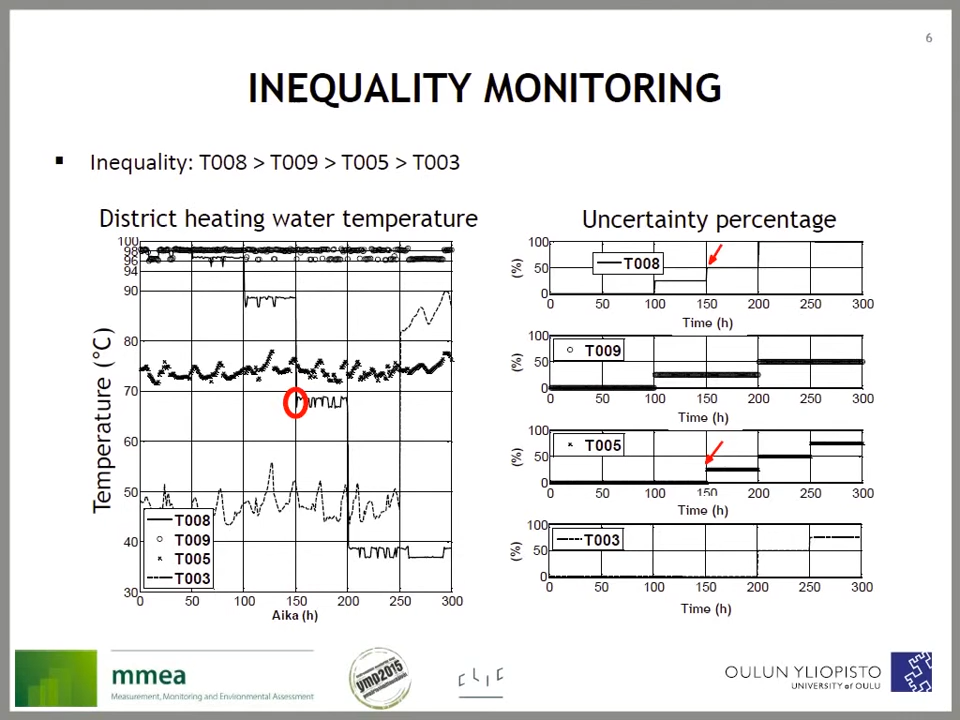 6
INEQUALITY MONITORING
▪ Inequality: T008 > T009 > T005 > T003
District heating water temperature
Temperature (°C)
100
98
96
94
90
80
70
60
50
40
30
T008
T009
T005
T003
0 50 100 150 200 250 300
Aika (h)
Uncertainty percentage
(%)
100
50
0
T008
0 50 100 150 200 250 300
Time (h)
(%)
100
50
0
T009
0 50 100 150 200 250 300
Time (h)
(%)
100
50
0
T005
0 50 100 150 200 250 300
Time (h)
(%)
100
50
0
T003
0 50 100 150 200 250 300
Time (h)
mmea
Measurement, Monitoring and Environmental Assessment
ymp2015
CLIC
OULUN YLIOPISTO
UNIVERSITY of OULU